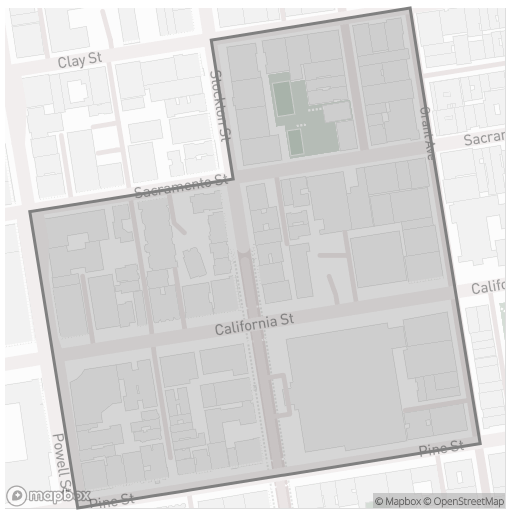 Clay St
Stockton St
Grant Ave
Sacram
Sacramento St
Califo
California St
Powell St
Pine St
Pine St
mapbox
© Mapbox © OpenStreetMap